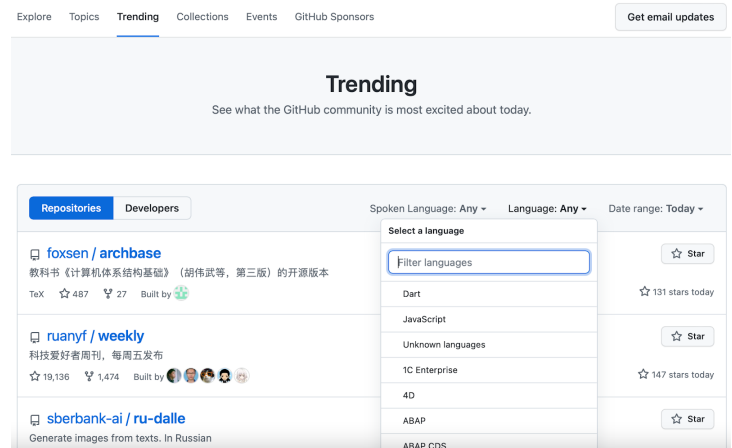 Explore Topics Trending Collections Events GitHub Sponsors Get email updates
Trending
See what the GitHub community is most excited about today.
Repositories Developers Spoken Language: Any Language: Any Date range: Today
Select a language
Filter languages
Dart
JavaScript
Unknown languages
1C Enterprise
4D
ABAP
ABAP CDS
foxsen / archbase
Star
教科书《计算机体系结构基础》（胡伟武等，第三版）的开源版本
TeX 487 27 Built by 131 stars today
ruanyf / weekly
Star
科技爱好者周刊，每周五发布
19,136 1,474 Built by 147 stars today
sberbank-ai / ru-dalle
Star
Generate images from texts. In Russian